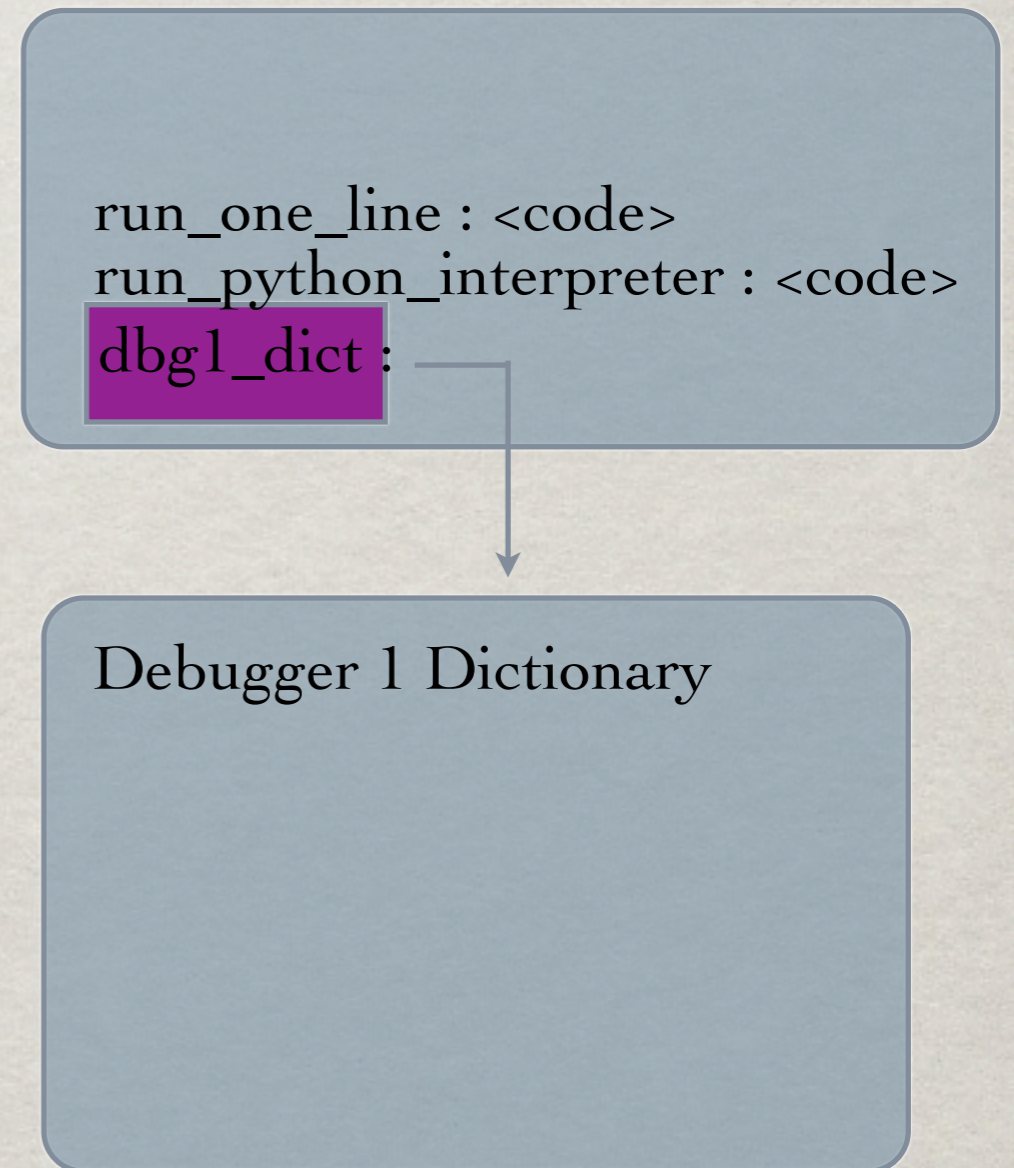 run_one_line : <code>
run_python_interpreter : <code>
dbg1_dict :
Debugger 1 Dictionary